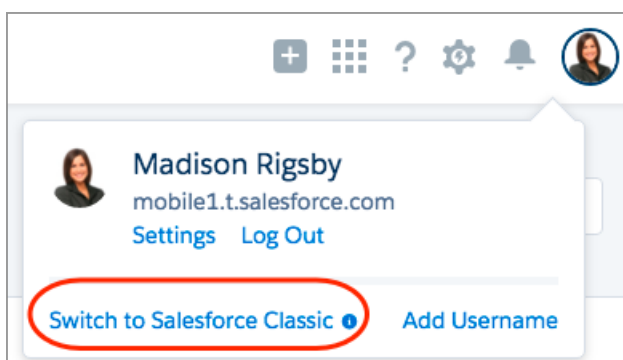 ?
Madison Rigsby
mobile1.t.salesforce.com
Settings Log Out
Switch to Salesforce Classic
Add Username